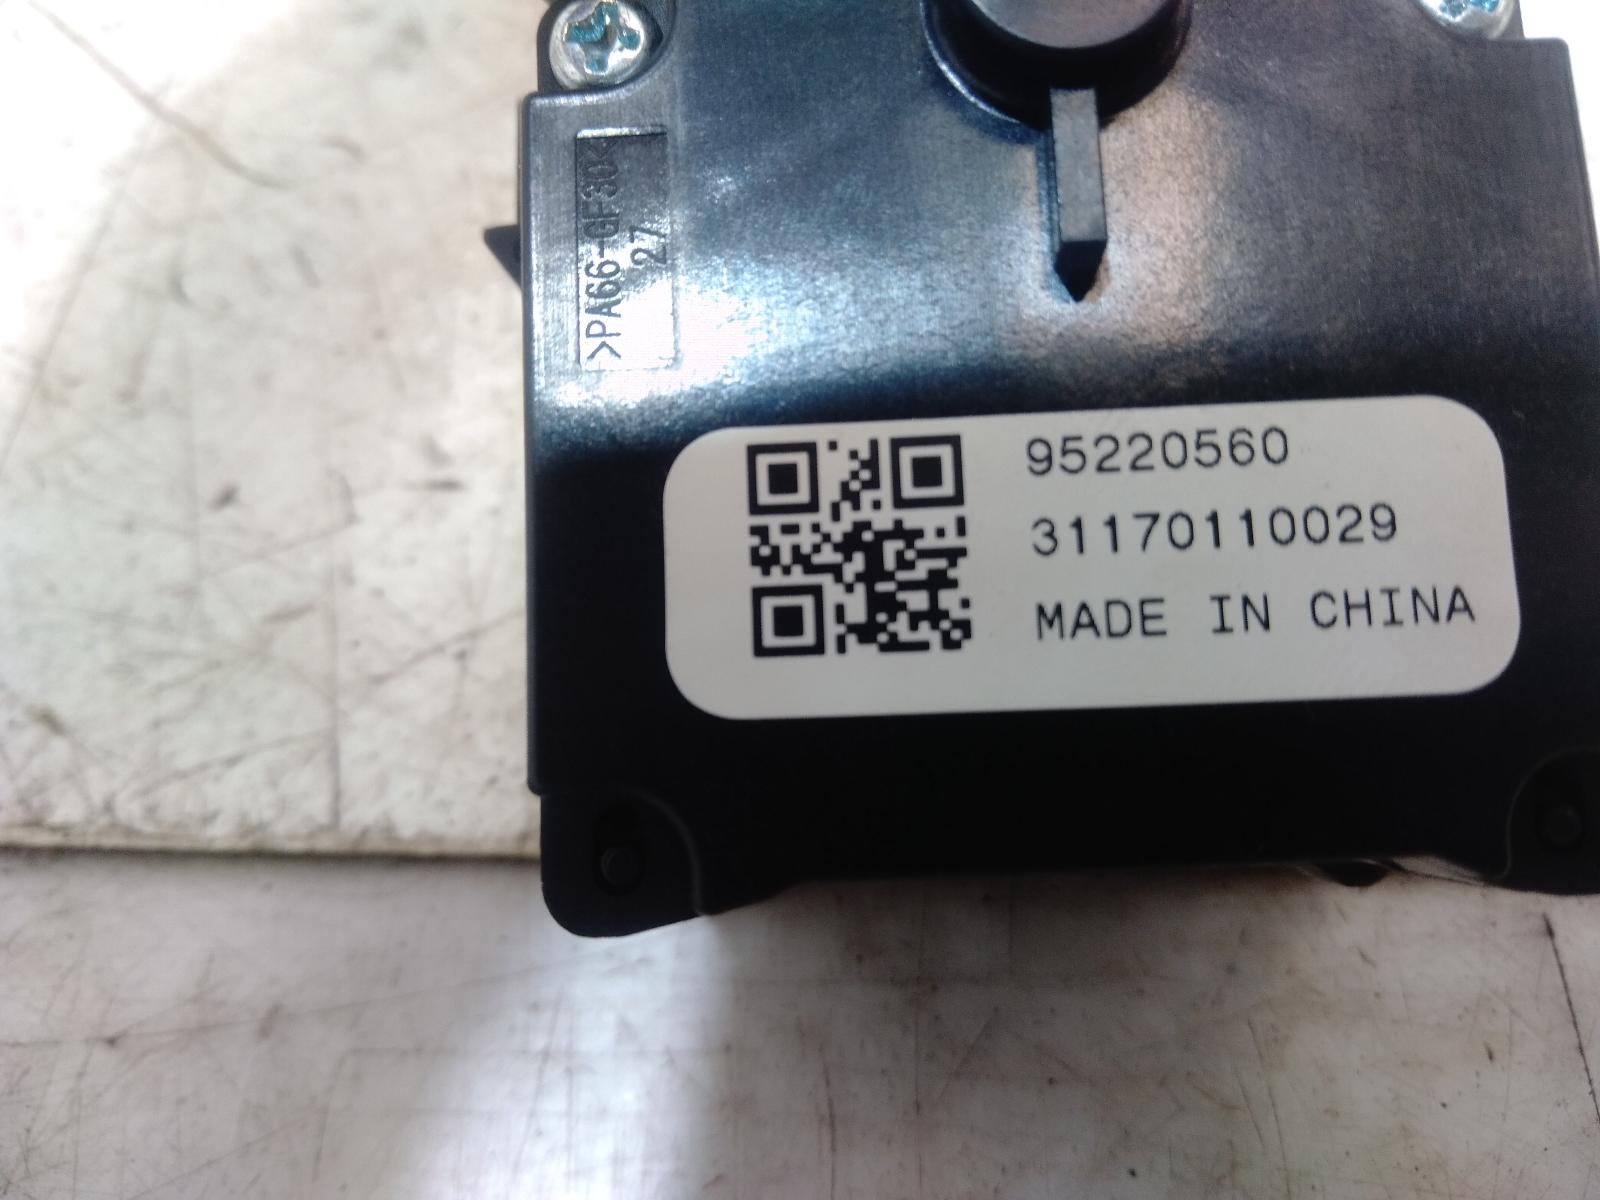 >PA66-GF30<
27
95220560
31170110029
MADE IN CHINA